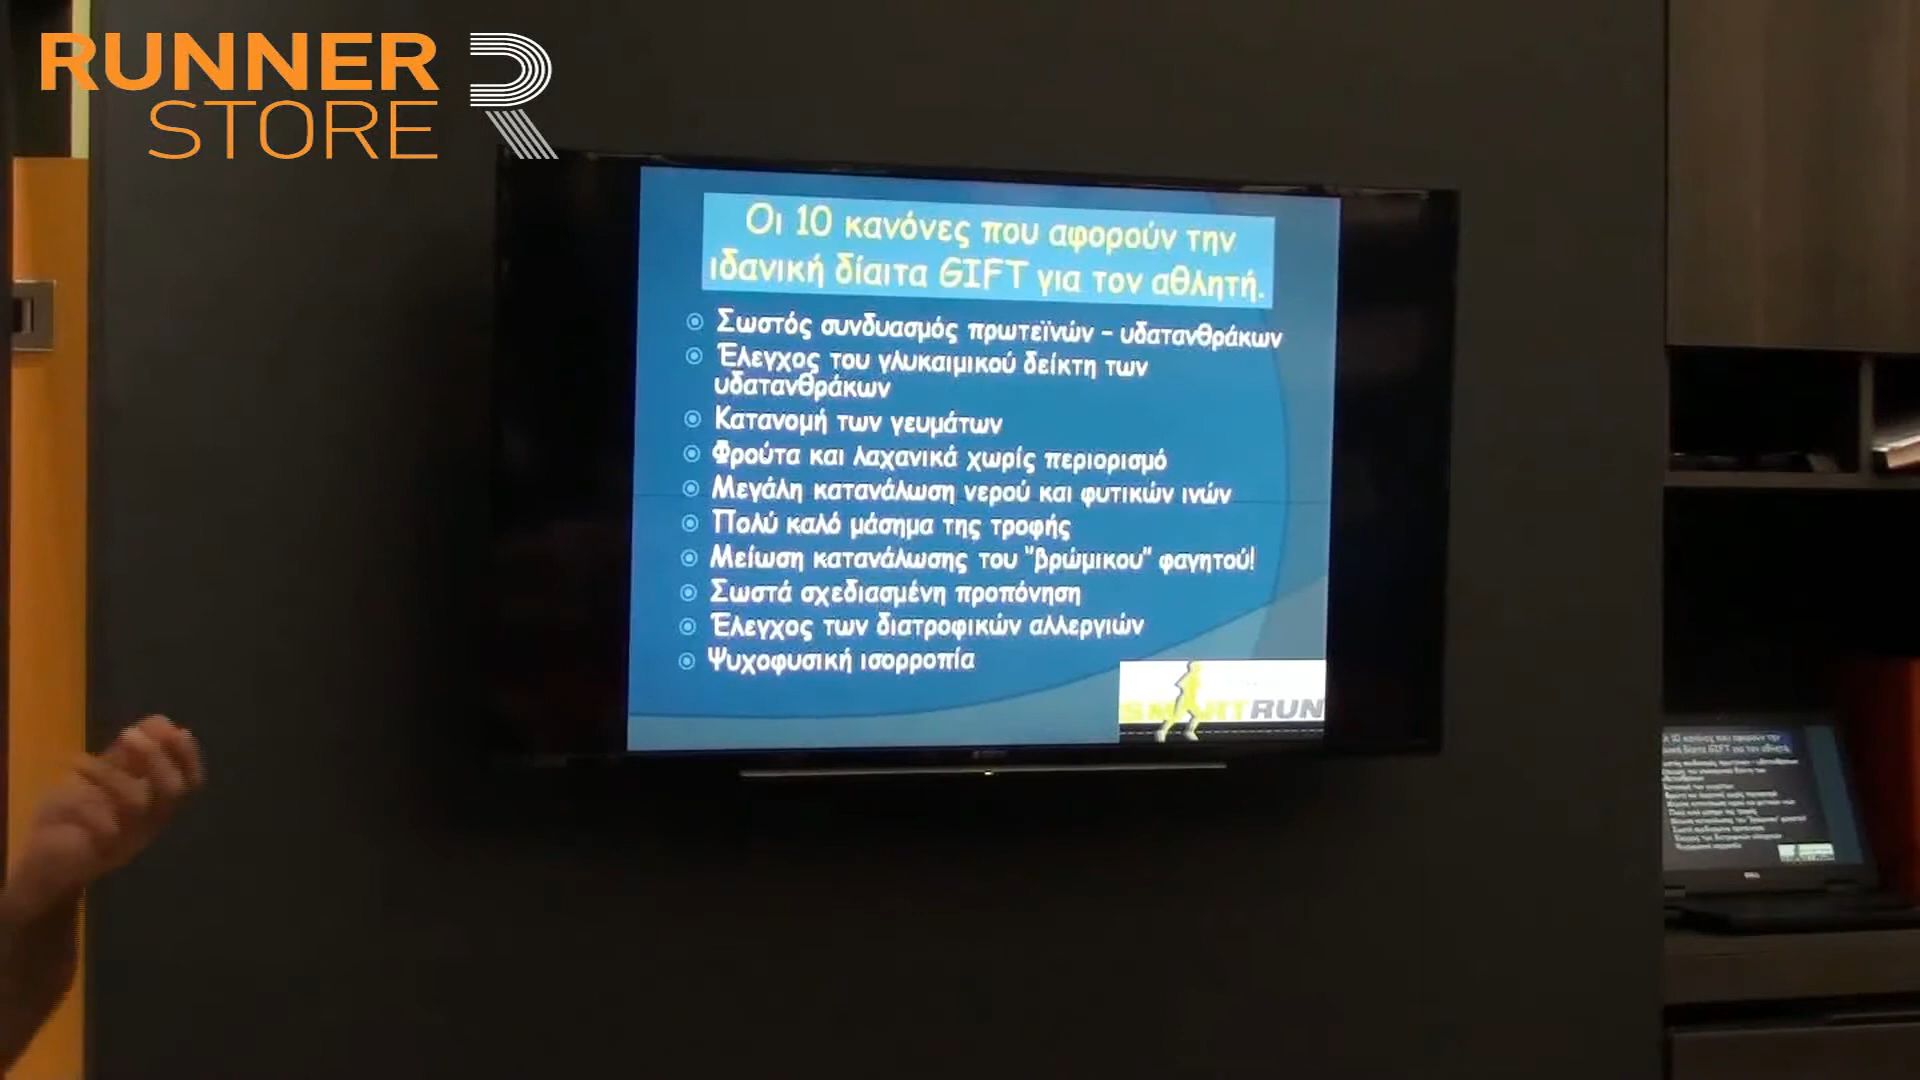 RUNNER
STORE
Οι 10 κανόνες που αφορούν την
ιδανική δίαιτα GIFT για τον αθλητή.
Σωστός συνδυασμός πρωτεϊνών – υδατανθράκων
Έλεγχος του γλυκαιμικού δείκτη των
υδατανθράκων
Κατανομή των γευμάτων
Φρούτα και λαχανικά χωρίς περιορισμό
Μεγάλη κατανάλωση νερού και φυτικών ινών
Πολύ καλό μάσημα της τροφής
Μείωση κατανάλωσης του "βρώμικου" φαγητού!
Σωστά σχεδιασμένη προπόνηση
Έλεγχος των διατροφικών αλλεργιών
Ψυχοφυσική ισορροπία
SMART RUN
DELL